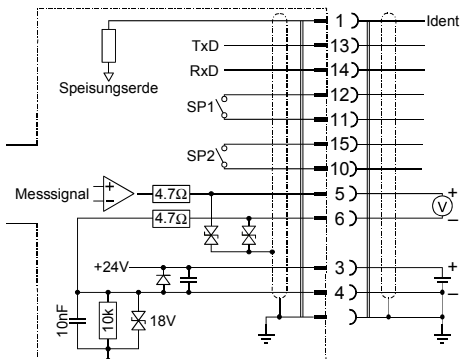 1 Ident
TxD 13
RxD 14
Speisungserde
SP1 12
11
SP2 15
10
Messsignal + − 4.7Ω 5 +
V
4.7Ω 6 −
+24V 3 +
4 −
10nF 10k 18V